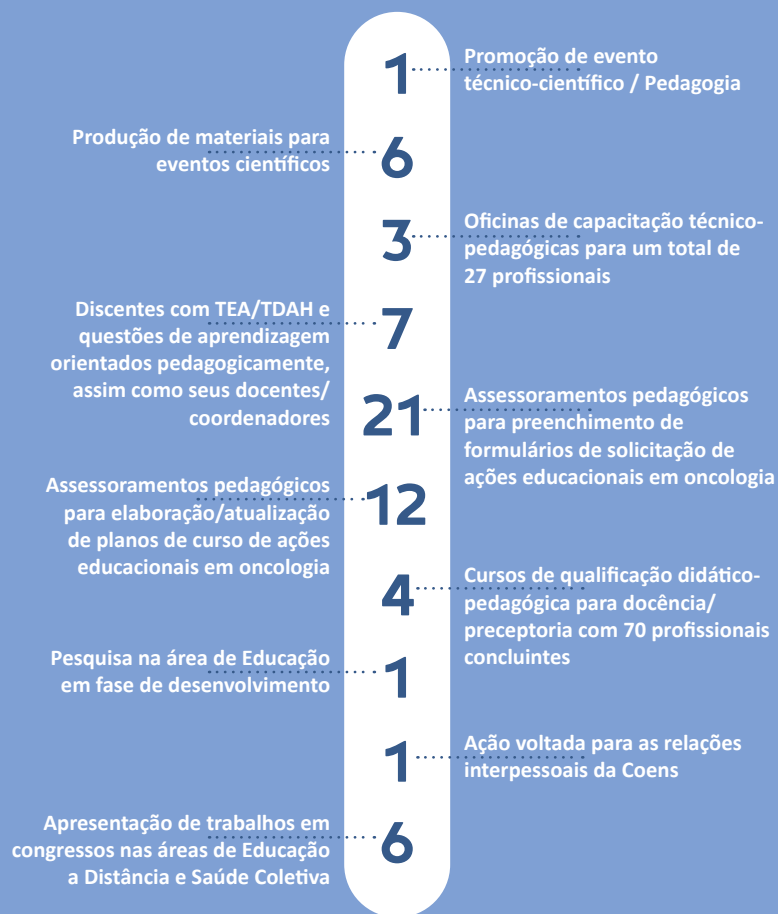 1
Promoção de evento
técnico-científico / Pedagogia
Produção de materiais para
eventos científicos
6
3
Oficinas de capacitação técnico-
pedagógicas para um total de
27 profissionais
Discentes com TEA/TDAH e
questões de aprendizagem
orientados pedagogicamente,
assim como seus docentes/
coordenadores
7
21
Assessoramentos pedagógicos
para preenchimento de
formulários de solicitação de
ações educacionais em oncologia
Assessoramentos pedagógicos
para elaboração/atualização
de planos de curso de ações
educacionais em oncologia
12
4
Cursos de qualificação didático-
pedagógica para docência/
preceptoria com 70 profissionais
concluintes
Pesquisa na área de Educação
em fase de desenvolvimento
1
1
Ação voltada para as relações
interpessoais da Coens
Apresentação de trabalhos em
congressos nas áreas de Educação
a Distância e Saúde Coletiva
6